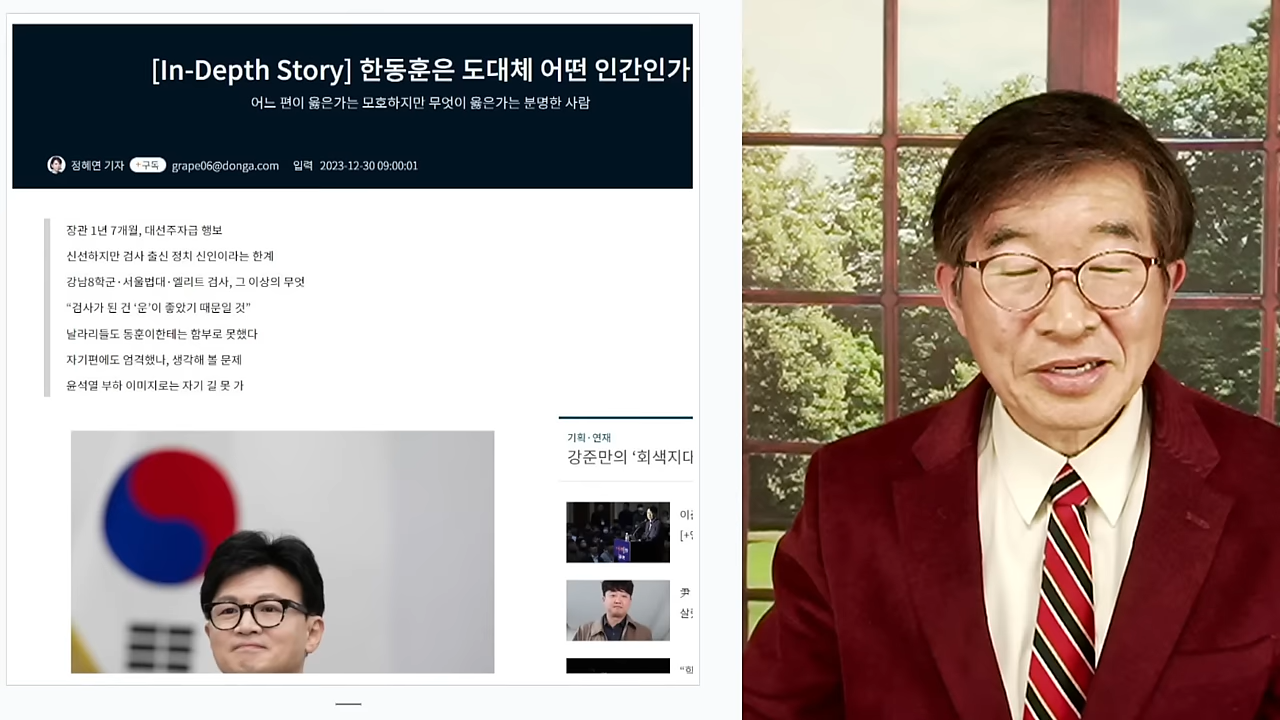 [In-Depth Story] 한동훈은 도대체 어떤 인간인가
어느 편이 옳은가는 모호하지만 무엇이 옳은가는 분명한 사람
정혜연 기자 +구독 grape06@donga.com 입력 2023-12-30 09:00:01
장관 1년 7개월, 대선주자급 행보
신선하지만 검사 출신 정치 신인이라는 한계
강남8학군·서울법대·엘리트 검사, 그 이상의 무엇
“검사가 된 건 ‘운’이 좋았기 때문일 것”
날라리들도 동훈이한테는 함부로 못했다
자기편에도 엄격했나, 생각해 볼 문제
윤석열 부하 이미지로는 자기 길 못 가
기획·연재
강준만의 ‘회색지대
尹